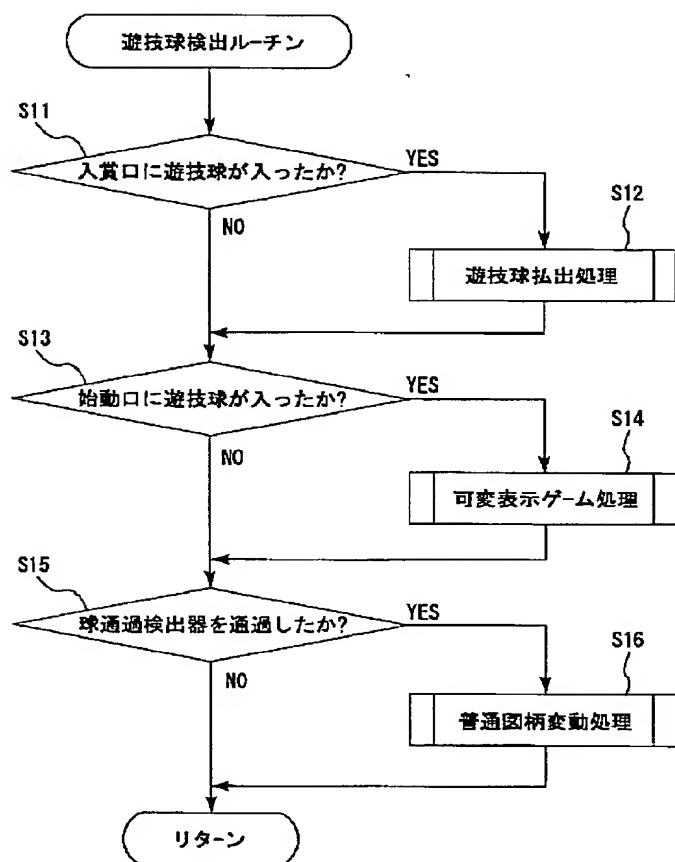 遊技球検出ルーチン
S11
入賞口に遊技球が入ったか?
YES
NO
S12
遊技球払出処理
S13
始動口に遊技球が入ったか?
YES
NO
S14
可変表示ゲーム処理
S15
球通過検出器を通過したか?
YES
NO
S16
普通図柄変動処理
リターン